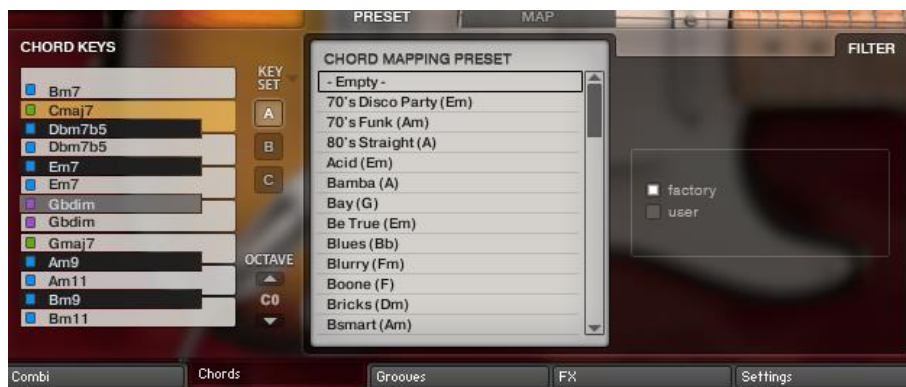 PRESET
MAP
CHORD KEYS
Bm7
Cmaj7
Dbm7b5
Dbm7b5
Em7
Em7
Gbdim
Gbdim
Gmaj7
Am9
Am11
Bm9
Bm11
KEY
SET
A
B
C
OCTAVE
C0
CHORD MAPPING PRESET
- Empty -
70's Disco Party (Em)
70's Funk (Am)
80's Straight (A)
Acid (Em)
Bamba (A)
Bay (G)
Be True (Em)
Blues (Bb)
Blurry (Fm)
Boone (F)
Bricks (Dm)
Bsmart (Am)
FILTER
factory
user
Combi
Chords
Grooves
FX
Settings